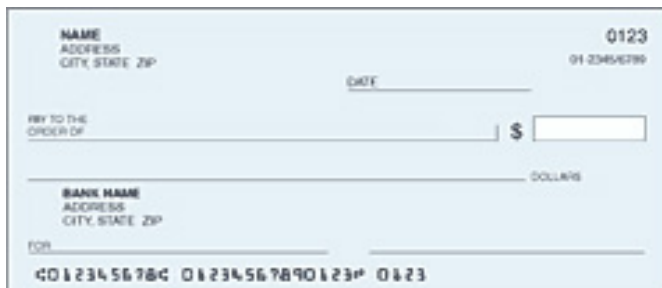 NAME 0123
ADDRESS 01-2345/6789
CITY, STATE ZIP
DATE
PAY TO THE
ORDER OF $
DOLLARS
BANK NAME
ADDRESS
CITY, STATE ZIP
FOR
⑆012345678⑆ 01234567890123⑈ 0123